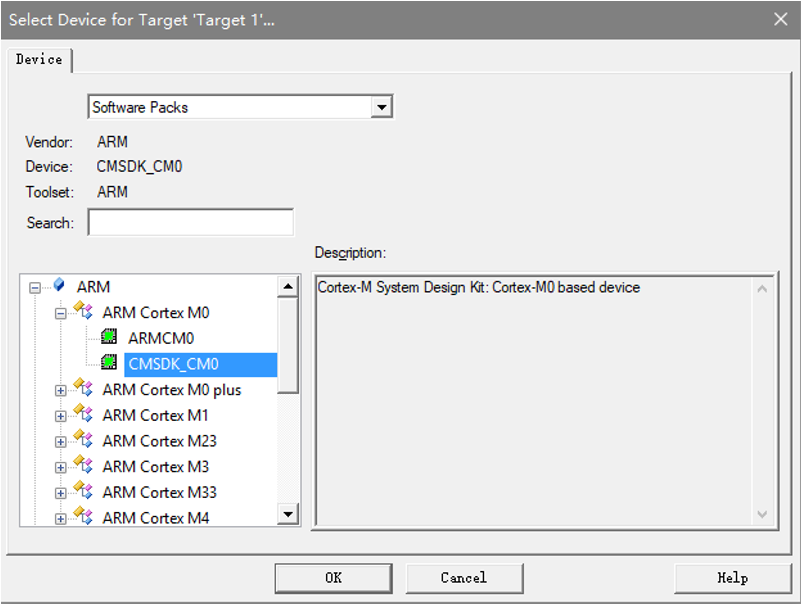 Select Device for Target 'Target 1'...
Device
Software Packs
Vendor: ARM
Device: CMSDK_CM0
Toolset: ARM
Search:
Description:
ARM
ARM Cortex M0
ARMCM0
CMSDK_CM0
ARM Cortex M0 plus
ARM Cortex M1
ARM Cortex M23
ARM Cortex M3
ARM Cortex M33
ARM Cortex M4
Cortex-M System Design Kit: Cortex-M0 based device
OK
Cancel
Help